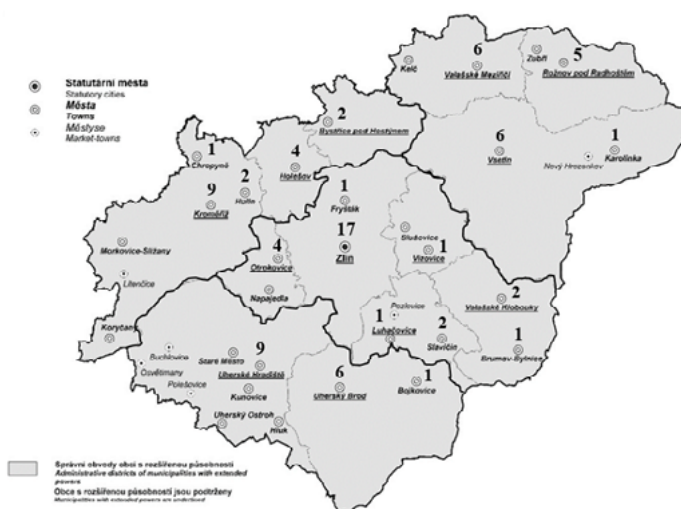 Statutární města
Statutory cities
Města
Towns
Městyse
Market-towns
6
Kelč
Valašské Meziříčí
Zubří
5
Rožnov pod Radhoštěm
2
Bystřice pod Hostýnem
6
Vsetín
1
Nový Hrozenkov
Karolinka
1
Chropyně
4
Holešov
9
Kroměříž
2
Hulín
1
Fryšták
17
Zlín
Slušovice
1
Vizovice
Morkovice-Slížany
Litenčice
4
Otrokovice
Napajedla
Koryčany
1
Pozlovice
Luhačovice
2
Slavičín
2
Valašské Klobouky
1
Brumov-Bylnice
Buchlovice
Osvětimany
Polešovice
Staré Město
9
Uherské Hradiště
Kunovice
Uherský Ostroh
Hluk
6
Uherský Brod
1
Bojkovice
Správní obvody obcí s rozšířenou působností
Administrative districts of municipalities with extended
powers
Obce s rozšířenou působností jsou podtrženy
Municipalities with extended powers are underlined